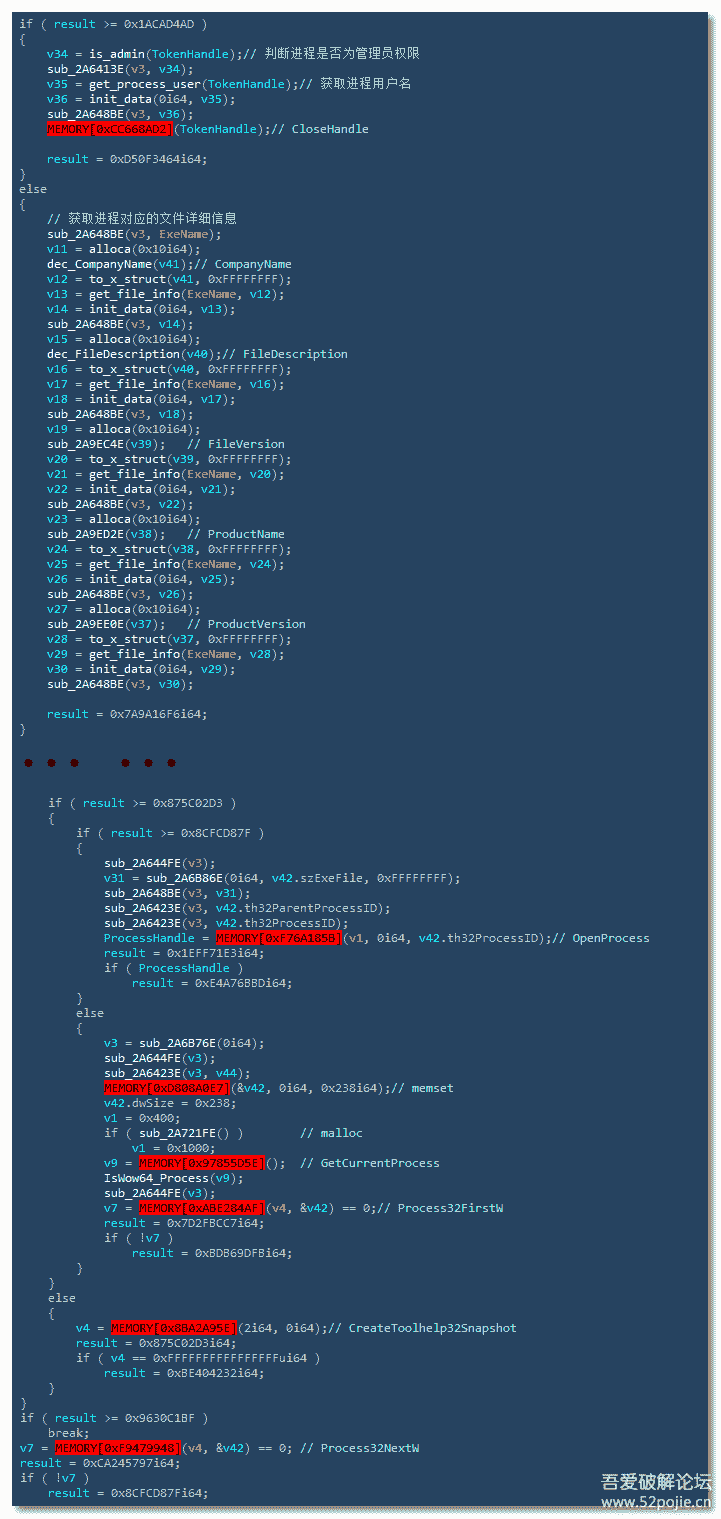 if ( result >= 0x1ACAD4AD )
{
    v34 = is_admin(TokenHandle);// 判断进程是否为管理员权限
    sub_2A6413E(v3, v34);
    v35 = get_process_user(TokenHandle);// 获取进程用户名
    v36 = init_data(0i64, v35);
    sub_2A648BE(v3, v36);
    MEMORY[0xCC668AD2](TokenHandle);// CloseHandle
    result = 0xD50F3464i64;
}
else
{
    // 获取进程对应的文件详细信息
    sub_2A648BE(v3, ExeName);
    v11 = alloca(0x10i64);
    dec_CompanyName(v41);// CompanyName
    v12 = to_x_struct(v41, 0xFFFFFFFF);
    v13 = get_file_info(ExeName, v12);
    v14 = init_data(0i64, v13);
    sub_2A648BE(v3, v14);
    v15 = alloca(0x10i64);
    dec_FileDescription(v40);// FileDescription
    v16 = to_x_struct(v40, 0xFFFFFFFF);
    v17 = get_file_info(ExeName, v16);
    v18 = init_data(0i64, v17);
    sub_2A648BE(v3, v18);
    v19 = alloca(0x10i64);
    sub_2A9EC4E(v39);   // FileVersion
    v20 = to_x_struct(v39, 0xFFFFFFFF);
    v21 = get_file_info(ExeName, v20);
    v22 = init_data(0i64, v21);
    sub_2A648BE(v3, v22);
    v23 = alloca(0x10i64);
    sub_2A9ED2E(v38);   // ProductName
    v24 = to_x_struct(v38, 0xFFFFFFFF);
    v25 = get_file_info(ExeName, v24);
    v26 = init_data(0i64, v25);
    sub_2A648BE(v3, v26);
    v27 = alloca(0x10i64);
    sub_2A9EE0E(v37);   // ProductVersion
    v28 = to_x_struct(v37, 0xFFFFFFFF);
    v29 = get_file_info(ExeName, v28);
    v30 = init_data(0i64, v29);
    sub_2A648BE(v3, v30);
    result = 0x7A9A16F6i64;
}
••• •••
    if ( result >= 0x875C02D3 )
    {
        if ( result >= 0x8CFCD87F )
        {
            sub_2A644FE(v3);
            v31 = sub_2A6B86E(0i64, v42.szExeFile, 0xFFFFFFFF);
            sub_2A648BE(v3, v31);
            sub_2A6423E(v3, v42.th32ParentProcessID);
            sub_2A6423E(v3, v42.th32ProcessID);
            ProcessHandle = MEMORY[0xF76A185B](v1, 0i64, v42.th32ProcessID);// OpenProcess
            result = 0x1EFF71E3i64;
            if ( ProcessHandle )
                result = 0xE4A76BBDi64;
        }
        else
        {
            v3 = sub_2A6B76E(0i64);
            sub_2A644FE(v3);
            sub_2A6423E(v3, v44);
            MEMORY[0xD808A0E7](&v42, 0i64, 0x238i64);// memset
            v42.dwSize = 0x238;
            v1 = 0x400;
            if ( sub_2A721FE() )        // malloc
                v1 = 0x1000;
            v9 = MEMORY[0x97855D5E]();  // GetCurrentProcess
            IsWow64_Process(v9);
            sub_2A644FE(v3);
            v7 = MEMORY[0xABE284AF](v4, &v42) == 0;// Process32FirstW
            result = 0x7D2FBCC7i64;
            if ( !v7 )
                result = 0xBDB69DFBi64;
        }
    }
    else
    {
        v4 = MEMORY[0x8BA2A95E](2i64, 0i64);// CreateToolhelp32Snapshot
        result = 0x875C02D3i64;
        if ( v4 == 0xFFFFFFFFFFFFFFFFui64 )
            result = 0xBE404232i64;
    }
}
if ( result >= 0x9630C1BF )
    break;
v7 = MEMORY[0xF9479948](v4, &v42) == 0; // Process32NextW
result = 0xCA245797i64;
if ( !v7 )
    result = 0x8CFCD87Fi64;
吾爱破解论坛
www.52pojie.cn